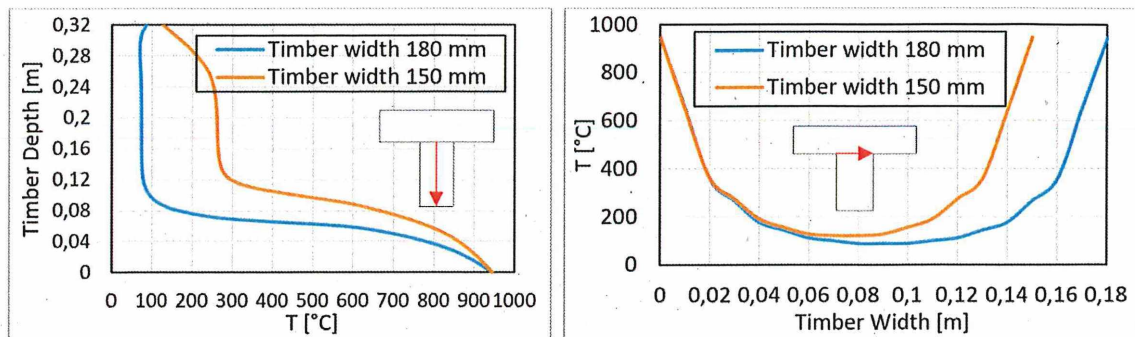 0,32
0,28
0,24
0,2
0,16
0,12
0,08
0,04
0
Timber Depth [m]
Timber width 180 mm
Timber width 150 mm
0 100 200 300 400 500 600 700 800 900 1000
T [°C]
1000
800
600
400
200
0
T [°C]
Timber width 180 mm
Timber width 150 mm
0 0,02 0,04 0,06 0,08 0,1 0,12 0,14 0,16 0,18
Timber Width [m]